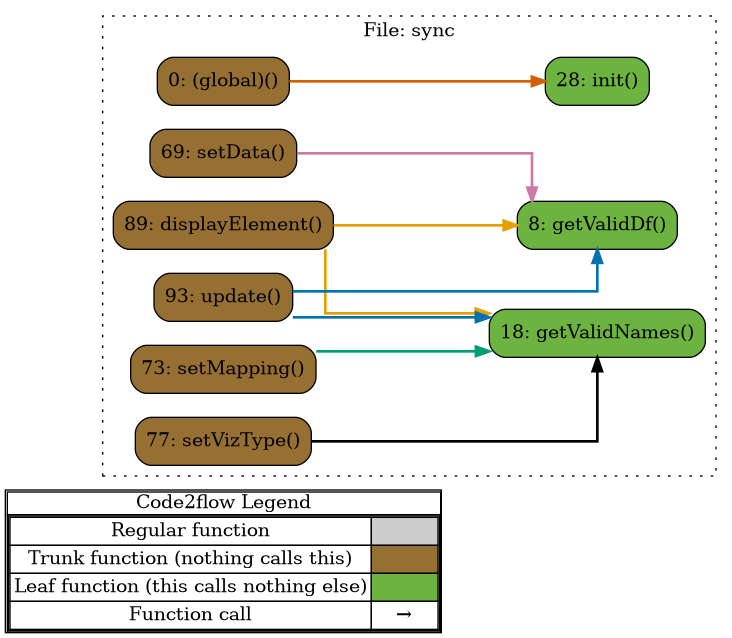 File: sync
0: (global)()
28: init()
69: setData()
89: displayElement()
8: getValidDf()
93: update()
18: getValidNames()
73: setMapping()
77: setVizType()
Code2flow Legend
Regular function
Trunk function (nothing calls this)
Leaf function (this calls nothing else)
Function call →